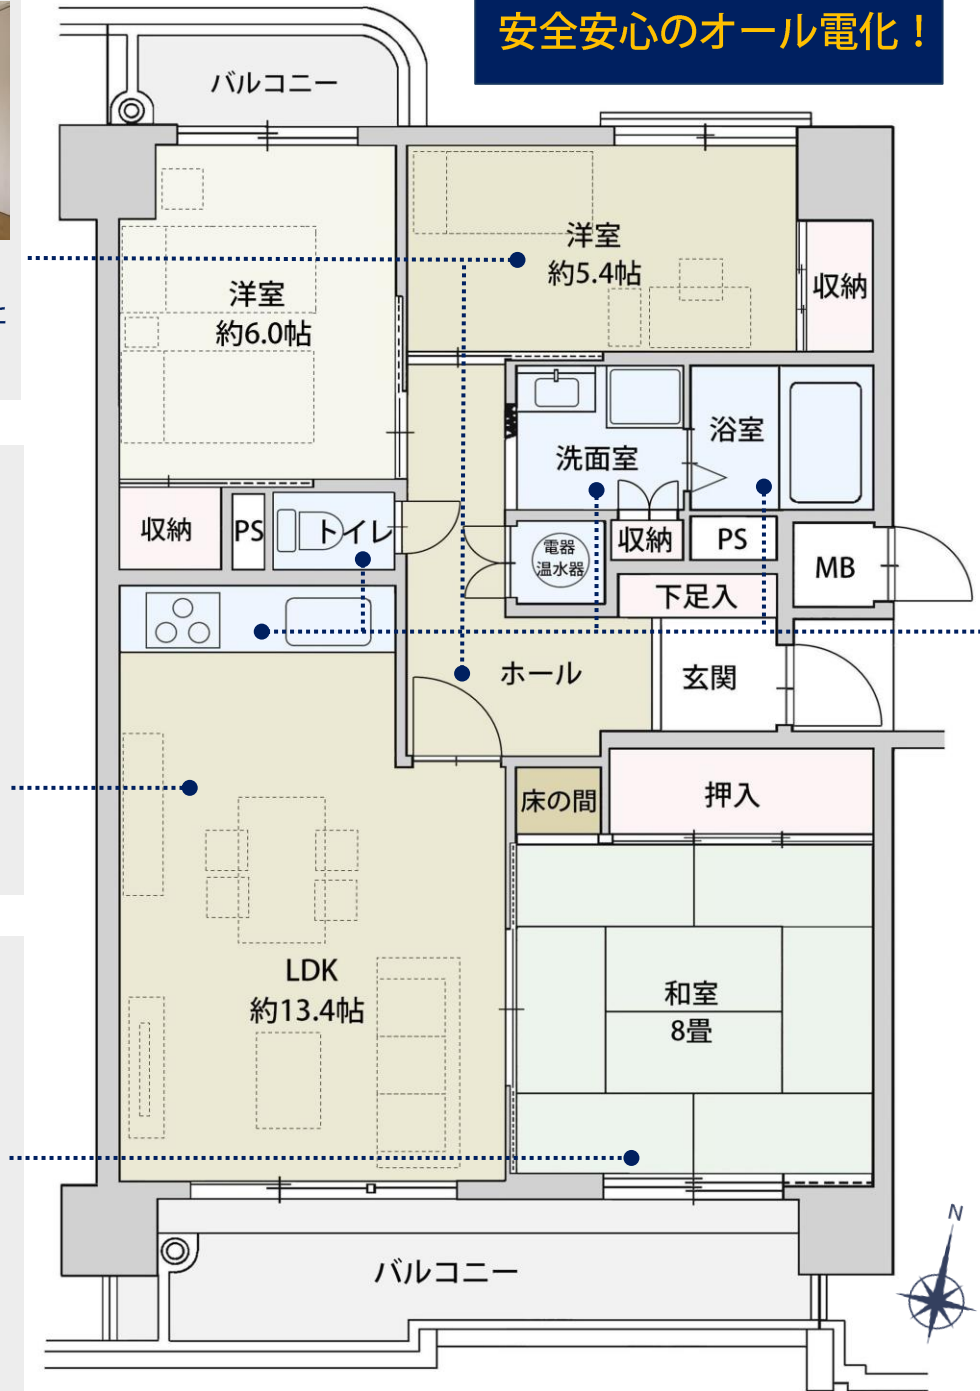 安全安心のオール電化！
バルコニー
洋室
約5.4帖
収納
洋室
約6.0帖
浴室
洗面室
収納
PS
トイレ
電器
温水器
収納
PS
MB
下足入
ホール
玄関
床の間
押入
LDK
約13.4帖
和室
8畳
バルコニー
N